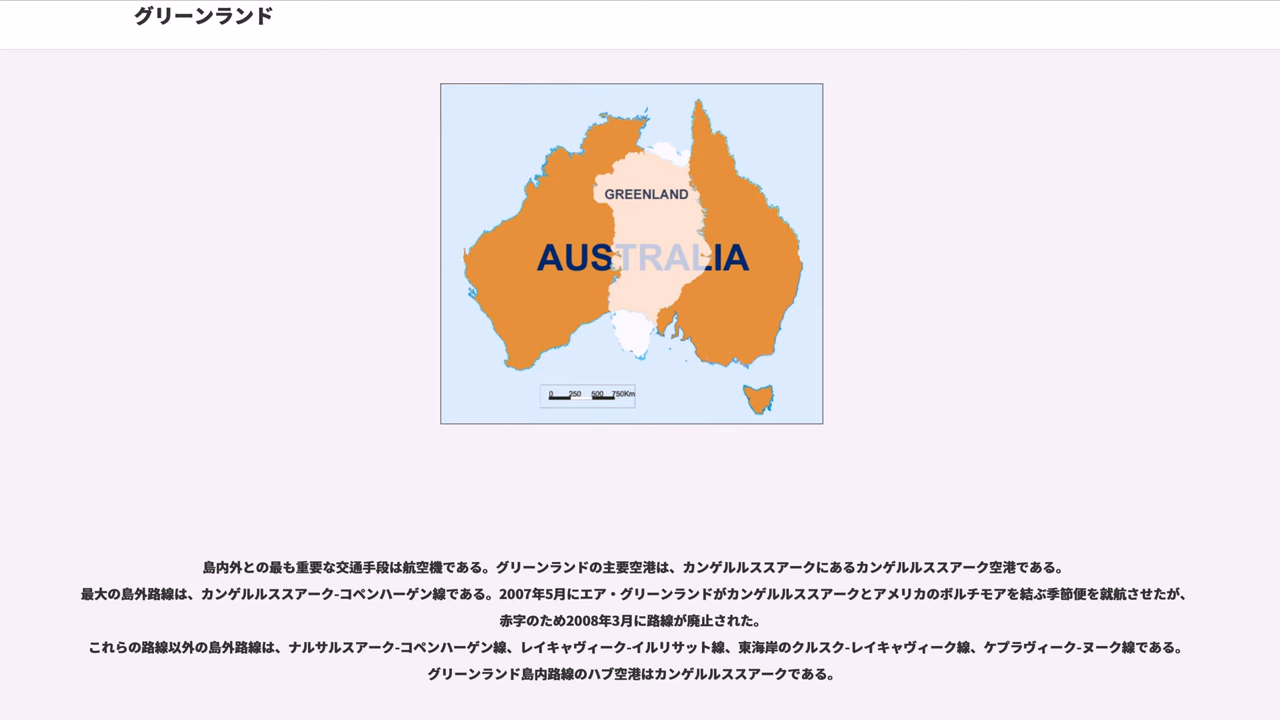 グリーンランド
GREENLAND
AUSTRALIA
0 250 500 750Km
島内外との最も重要な交通手段は航空機である。グリーンランドの主要空港は、カンゲルルススアークにあるカンゲルルススアーク空港である。
最大の島外路線は、カンゲルルススアーク-コペンハーゲン線である。2007年5月にエア・グリーンランドがカンゲルルススアークとアメリカのボルチモアを結ぶ季節便を就航させたが、
赤字のため2008年3月に路線が廃止された。
これらの路線以外の島外路線は、ナルサルスアーク-コペンハーゲン線、レイキャヴィーク-イルリサット線、東海岸のクルスク-レイキャヴィーク線、ケプラヴィーク-ヌーク線である。
グリーンランド島内路線のハブ空港はカンゲルルススアークである。